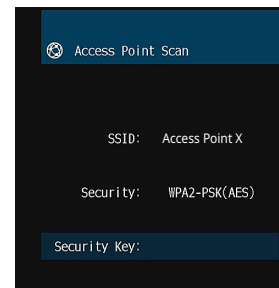 Access Point Scan
SSID: Access Point X
Security: WPA2-PSK(AES)
Security Key: